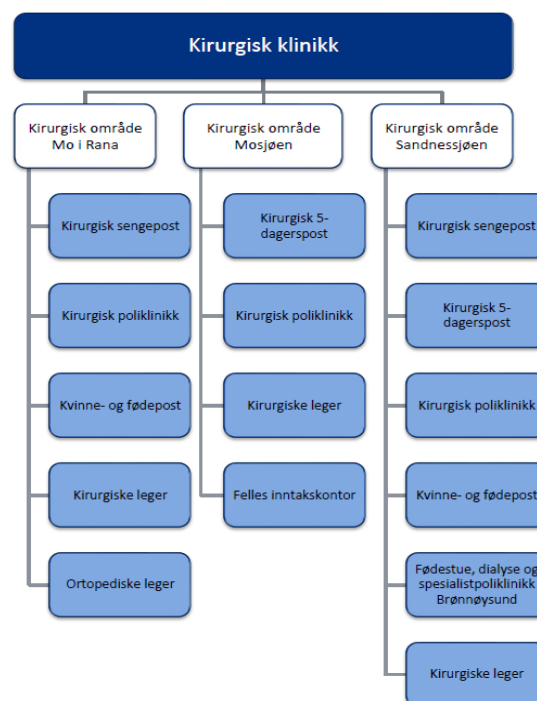 Kirurgisk klinikk
Kirurgisk område
Mo i Rana
Kirurgisk sengepost
Kirurgisk poliklinikk
Kvinne- og fødepost
Kirurgiske leger
Ortopediske leger
Kirurgisk område
Mosjøen
Kirurgisk 5-
dagerspost
Kirurgisk poliklinikk
Kirurgiske leger
Felles inntakskontor
Kirurgisk område
Sandnessjøen
Kirurgisk sengepost
Kirurgisk 5-
dagerspost
Kirurgisk poliklinikk
Kvinne- og fødepost
Fødestue, dialyse og
spesialistpoliklinikk
Brønnøysund
Kirurgiske leger